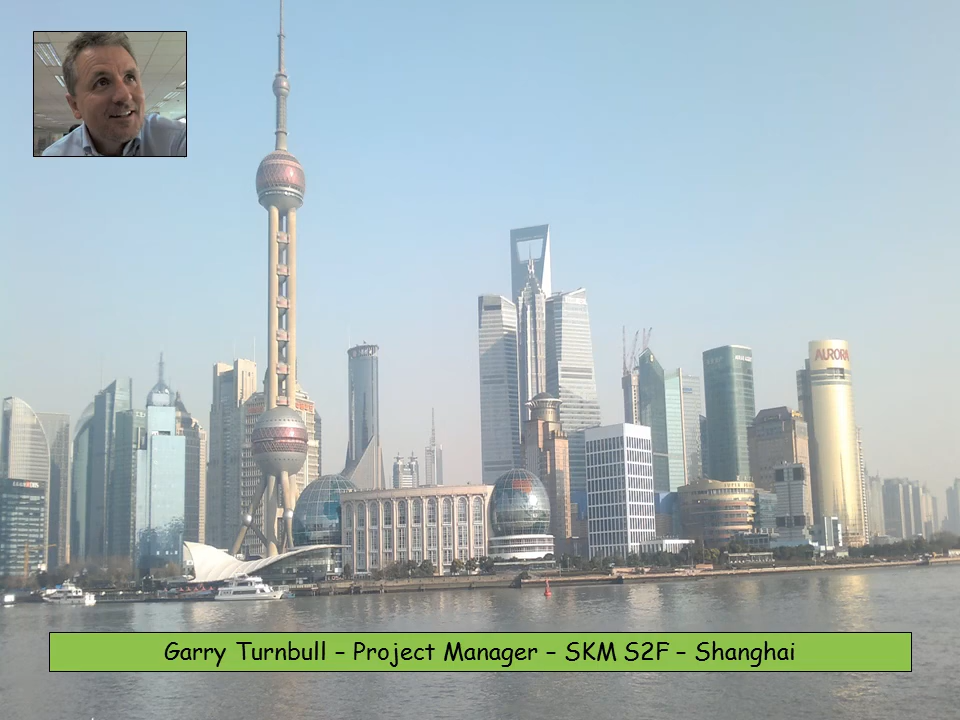 AURORA
Garry Turnbull – Project Manager – SKM S2F – Shanghai